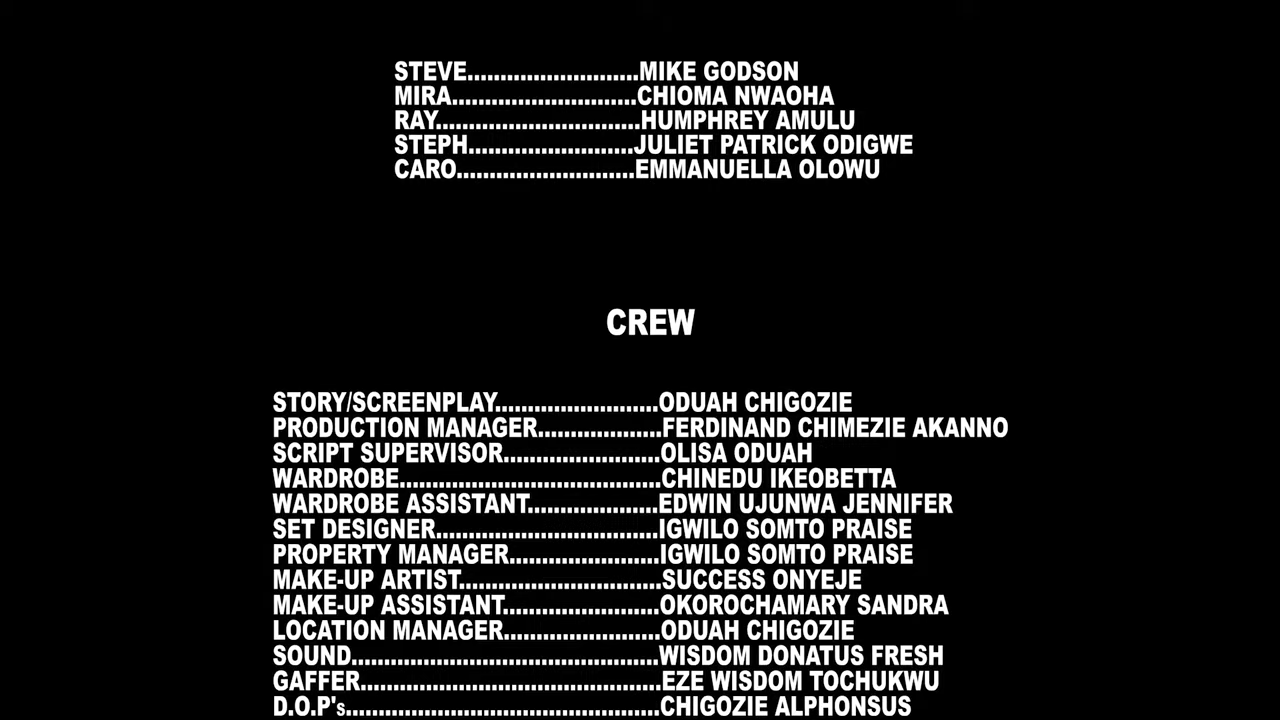 STEVE..........................MIKE GODSON
MIRA............................CHIOMA NWAOHA
RAY...............................HUMPHREY AMULU
STEPH.........................JULIET PATRICK ODIGWE
CARO...........................EMMANUELLA OLOWU
CREW
STORY/SCREENPLAY.........................ODUAH CHIGOZIE
PRODUCTION MANAGER...................FERDINAND CHIMEZIE AKANNO
SCRIPT SUPERVISOR........................OLISA ODUAH
WARDROBE........................................CHINEDU IKEOBETTA
WARDROBE ASSISTANT....................EDWIN UJUNWA JENNIFER
SET DESIGNER..................................IGWILO SOMTO PRAISE
PROPERTY MANAGER.......................IGWILO SOMTO PRAISE
MAKE-UP ARTIST...............................SUCCESS ONYEJE
MAKE-UP ASSISTANT........................OKOROCHAMARY SANDRA
LOCATION MANAGER........................ODUAH CHIGOZIE
SOUND...............................................WISDOM DONATUS FRESH
GAFFER..............................................EZE WISDOM TOCHUKWU
D.O.P's................................................CHIGOZIE ALPHONSUS